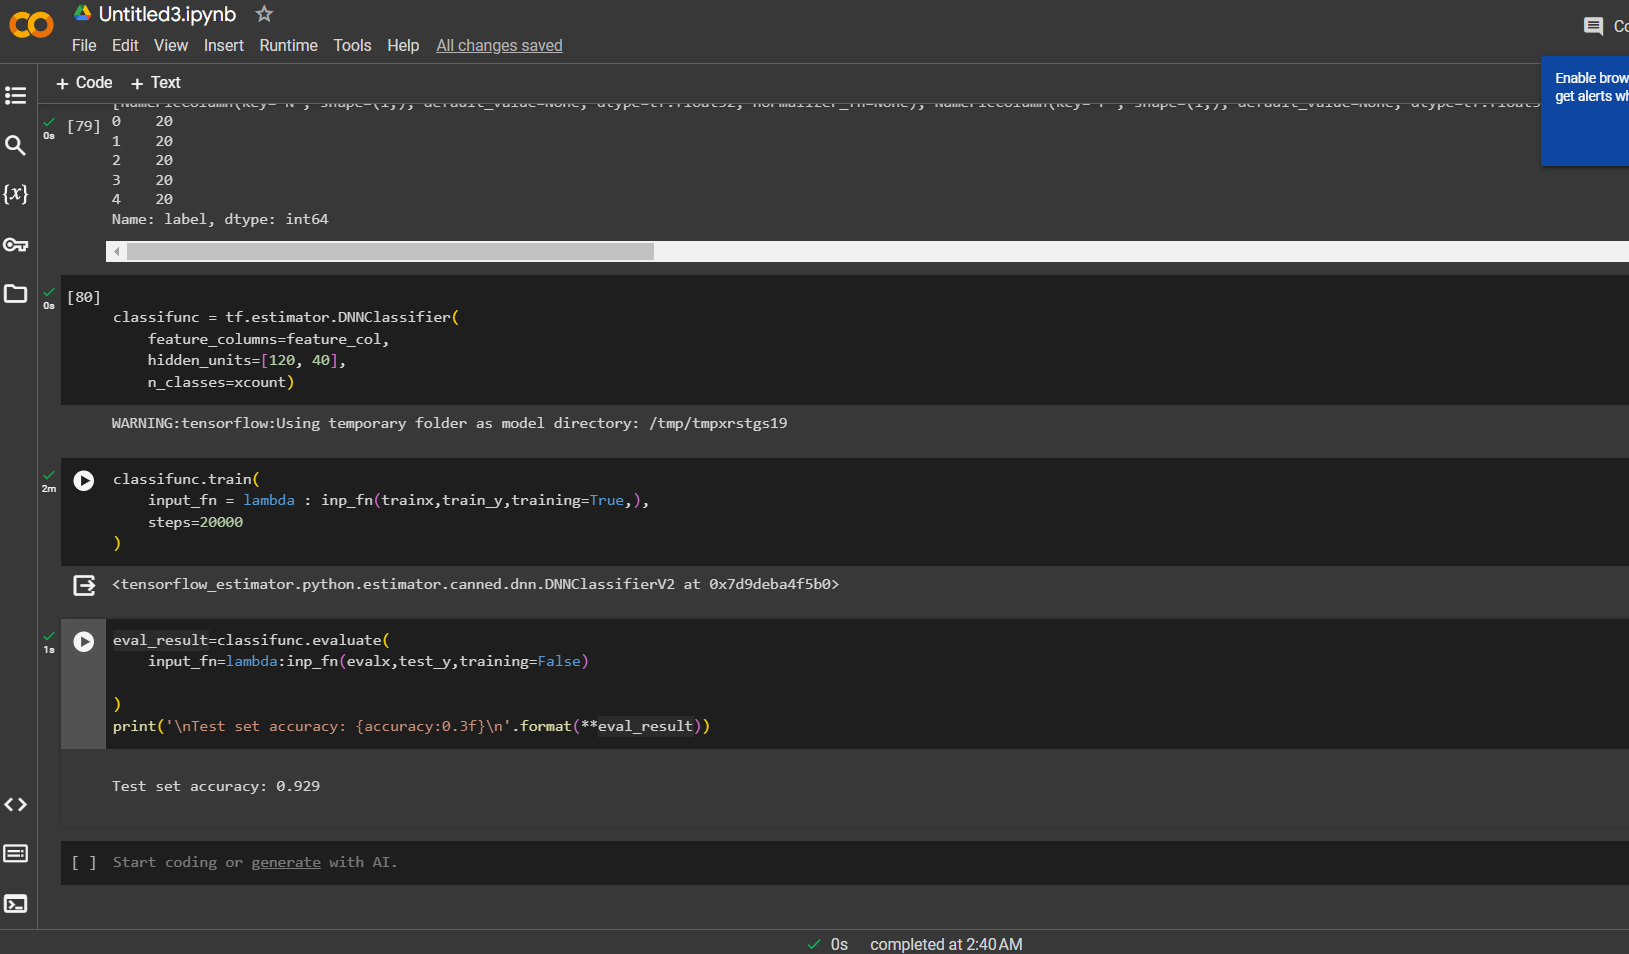 Untitled3.ipynb
File Edit View Insert Runtime Tools Help All changes saved
+ Code + Text
Enable brow
get alerts wh
[79] 0 20
0s
1 20
2 20
3 20
4 20
Name: label, dtype: int64
[80]
0s
classifunc = tf.estimator.DNNClassifier(
feature_columns=feature_col,
hidden_units=[120, 40],
n_classes=xcount)
WARNING:tensorflow:Using temporary folder as model directory: /tmp/tmpxrstgs19
2m
classifunc.train(
input_fn = lambda : inp_fn(trainx,train_y,training=True,),
steps=20000
)
<tensorflow_estimator.python.estimator.canned.dnn.DNNClassifierV2 at 0x7d9deba4f5b0>
1s
eval_result=classifunc.evaluate(
input_fn=lambda:inp_fn(evalx,test_y,training=False)
)
print('\nTest set accuracy: {accuracy:0.3f}\n'.format(**eval_result))
Test set accuracy: 0.929
[ ] Start coding or generate with AI.
0s completed at 2:40 AM